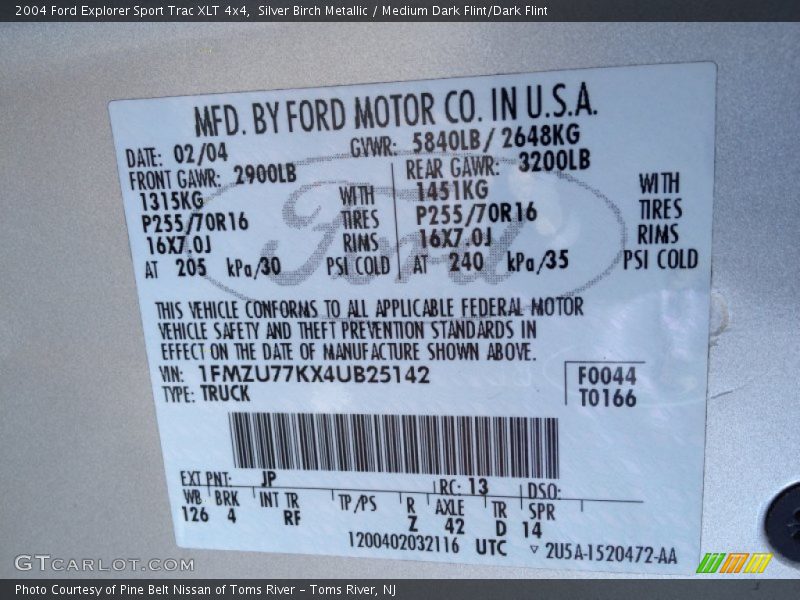 2004 Ford Explorer Sport Trac XLT 4x4, Silver Birch Metallic / Medium Dark Flint/Dark Flint
MFD. BY FORD MOTOR CO. IN U.S.A.
DATE: 02/04 GVWR: 5840LB/ 2648KG
FRONT GAWR: 2900LB REAR GAWR: 3200LB
1315KG WITH 1451KG WITH
P255/70R16 TIRES P255/70R16 TIRES
16X7.0J RIMS 16X7.0J RIMS
AT 205 kPa/30 PSI COLD AT 240 kPa/35 PSI COLD
Ford
THIS VEHICLE CONFORMS TO ALL APPLICABLE FEDERAL MOTOR
VEHICLE SAFETY AND THEFT PREVENTION STANDARDS IN
EFFECT ON THE DATE OF MANUFACTURE SHOWN ABOVE.
VIN: 1FMZU77KX4UB25142 F0044
TYPE: TRUCK T0166
EXT PNT: JP RC: 13 DSO:
WB BRK INT TR TP/PS R AXLE TR SPR
126 4 RF Z 42 D 14
1200402032116 UTC ▽ 2U5A-1520472-AA
GTCARLOT.COM
Photo Courtesy of Pine Belt Nissan of Toms River – Toms River, NJ